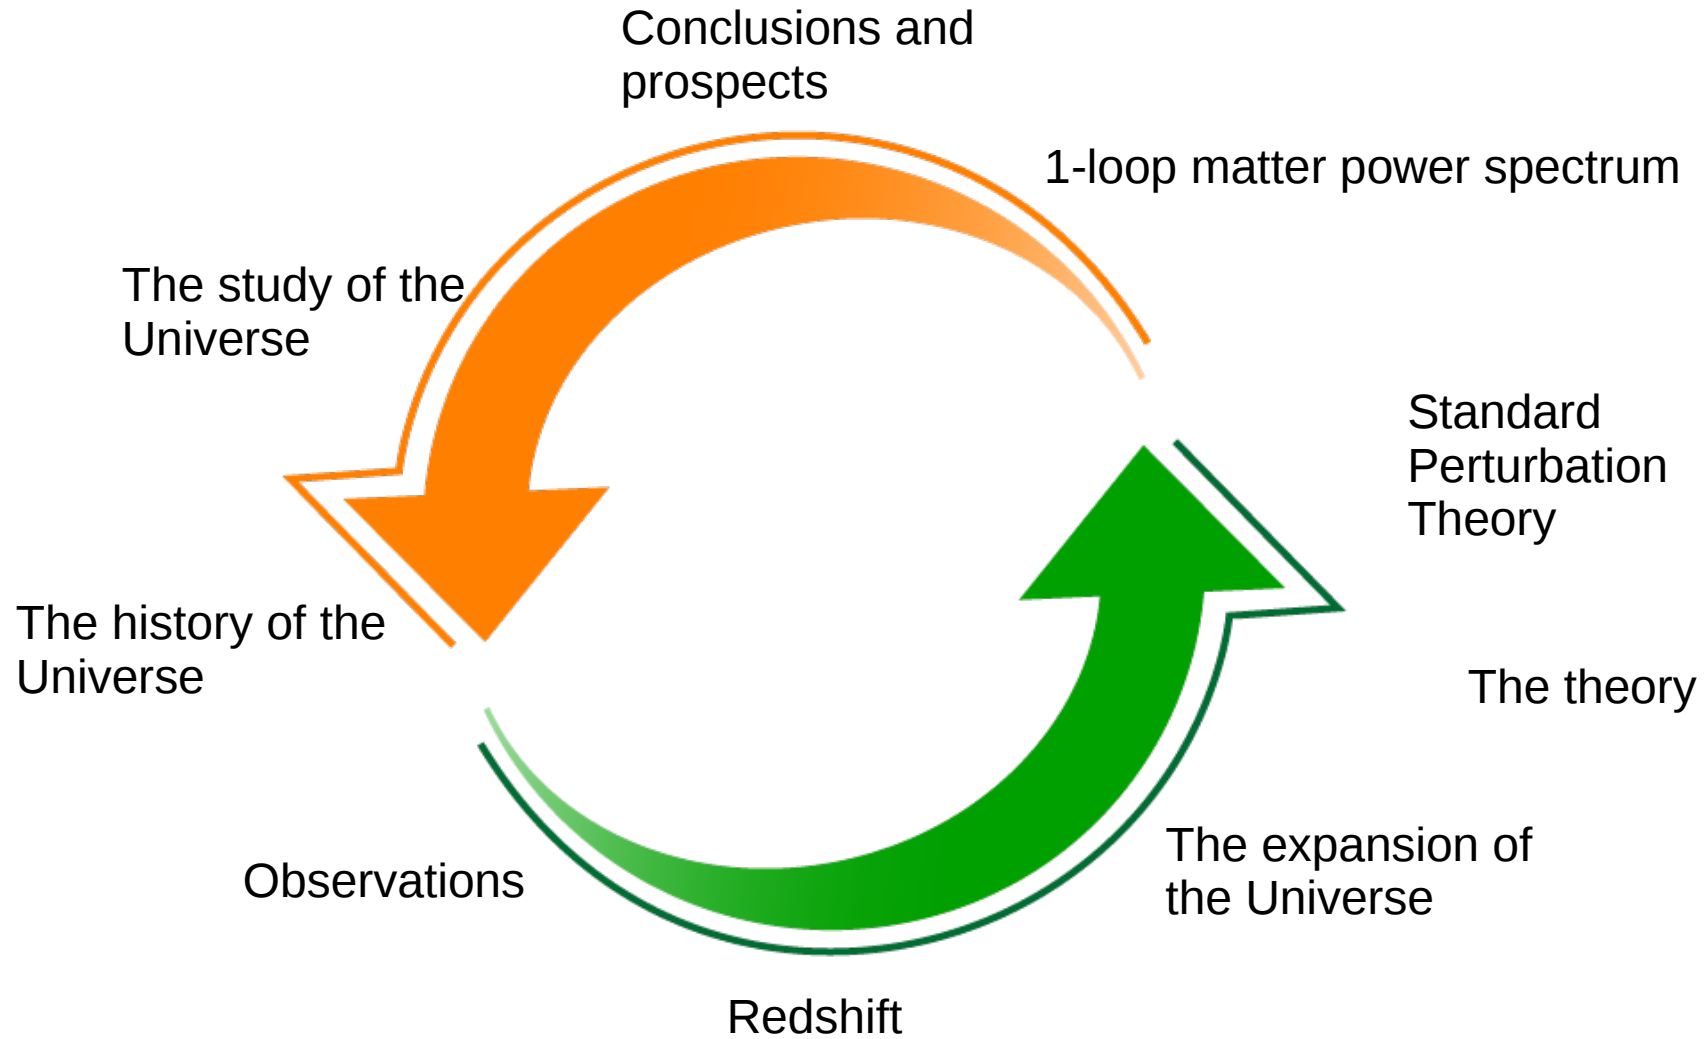 Conclusions and
prospects
1-loop matter power spectrum
The study of the
Universe
Standard
Perturbation
Theory
The history of the
Universe
The theory
The expansion of
the Universe
Observations
Redshift